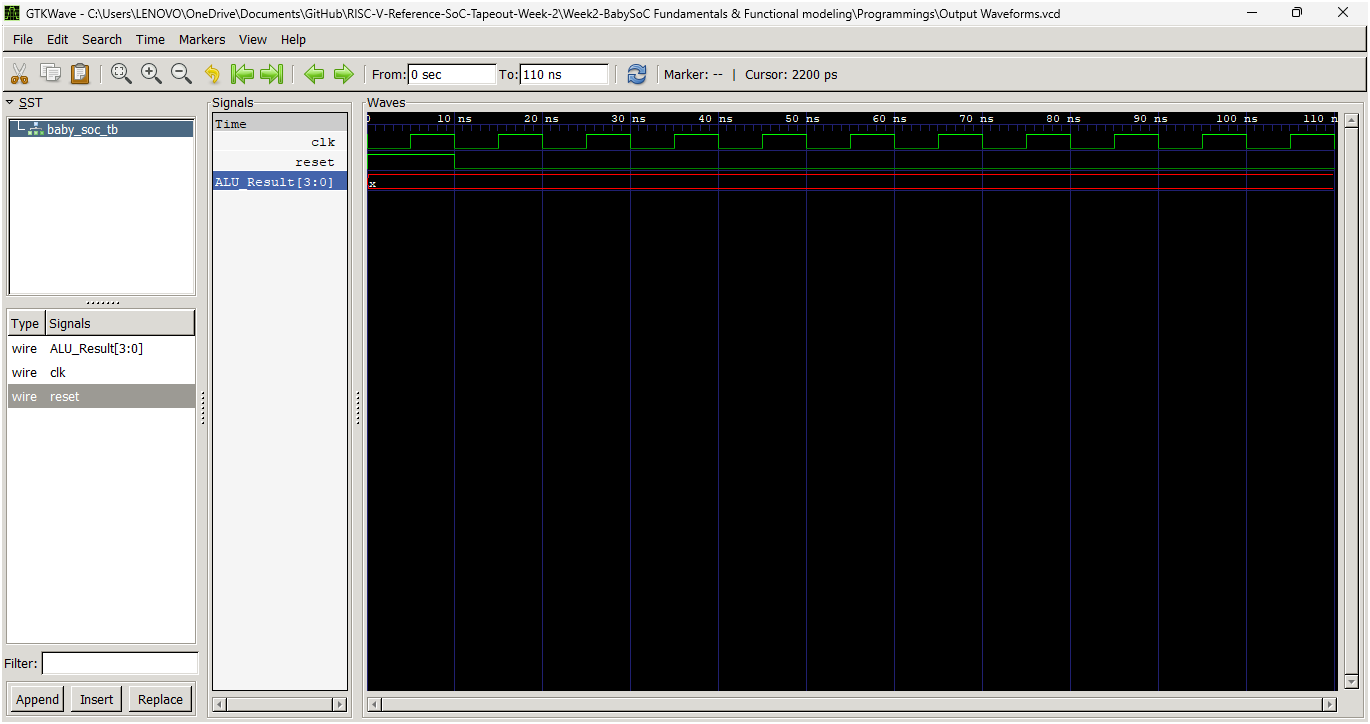 GTKWave - C:\Users\LENOVO\OneDrive\Documents\GitHub\RISC-V-Reference-SoC-Tapeout-Week-2\Week2-BabySoC Fundamentals & Functional modeling\Programmings\Output Waveforms.vcd
File Edit Search Time Markers View Help
From: 0 sec To: 110 ns Marker: -- | Cursor: 2200 ps
SST
baby_soc_tb
Type Signals
wire ALU_Result[3:0]
wire clk
wire reset
Filter:
Append Insert Replace
Signals
Time
clk
reset
ALU_Result[3:0]
Waves
0 10 ns 20 ns 30 ns 40 ns 50 ns 60 ns 70 ns 80 ns 90 ns 100 ns 110 n
x